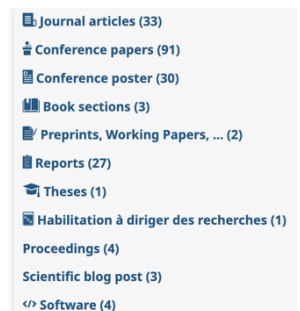 Journal articles (33)
Conference papers (91)
Conference poster (30)
Book sections (3)
Preprints, Working Papers, ... (2)
Reports (27)
Theses (1)
Habilitation à diriger des recherches (1)
Proceedings (4)
Scientific blog post (3)
</> Software (4)